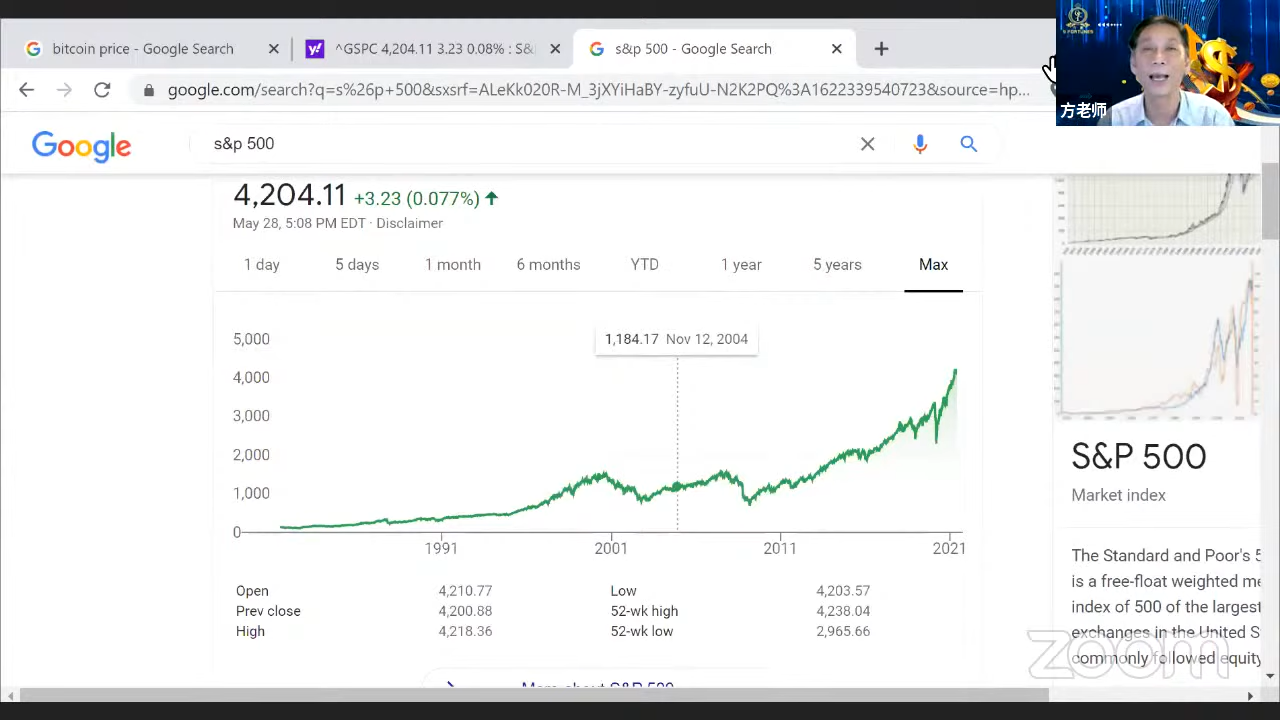 bitcoin price - Google Search
^GSPC 4,204.11 3.23 0.08% : S&
s&p 500 - Google Search
google.com/search?q=s%26p+500&sxsrf=ALeKk020R-M_3jXYiHaBY-zyfuU-N2K2PQ%3A1622339540723&source=hp...
5 FORTUNES
方老师
Google
s&p 500
4,204.11 +3.23 (0.077%)
May 28, 5:08 PM EDT · Disclaimer
1 day 5 days 1 month 6 months YTD 1 year 5 years Max
1,184.17 Nov 12, 2004
5,000
4,000
3,000
2,000
1,000
0
1991 2001 2011 2021
Open 4,210.77 Low 4,203.57
Prev close 4,200.88 52-wk high 4,238.04
High 4,218.36 52-wk low 2,965.66
More about S&P 500
S&P 500
Market index
The Standard and Poor's 5
is a free-float weighted me
index of 500 of the largest
exchanges in the United S
commonly followed equity
zoom